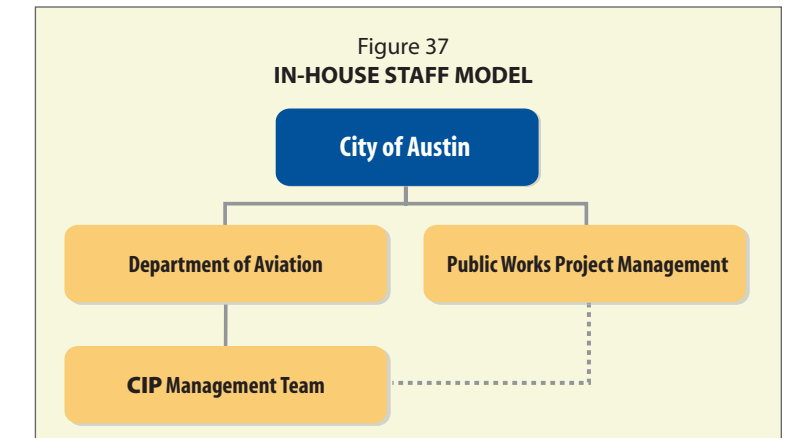 Figure 37
IN-HOUSE STAFF MODEL
City of Austin
Department of Aviation
Public Works Project Management
CIP Management Team